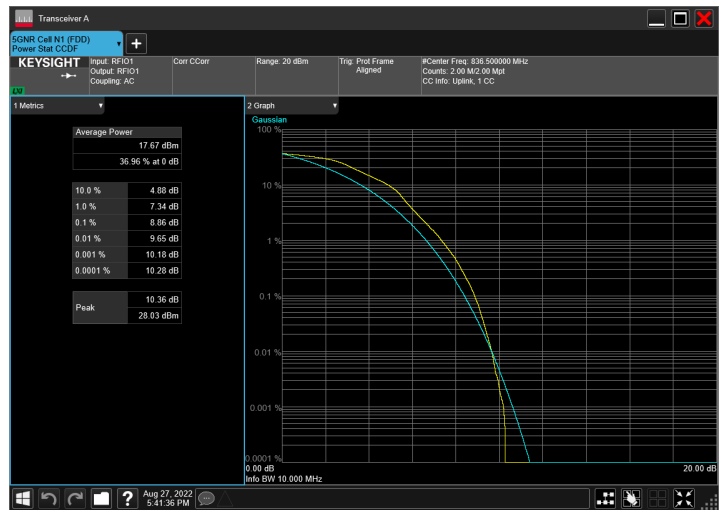 Transceiver A
5GNR Cell N1 (FDD)
Power Stat CCDF
KEYSIGHT
LXI
Input: RFIO1
Output: RFIO1
Coupling: AC
Corr CCorr
Range: 20 dBm
Trig: Prot Frame
Aligned
#Center Freq: 836.500000 MHz
Counts: 2.00 M/2.00 Mpt
CC Info: Uplink, 1 CC
1 Metrics
Average Power
17.67 dBm
36.96 % at 0 dB
10.0 % 4.88 dB
1.0 % 7.34 dB
0.1 % 8.86 dB
0.01 % 9.65 dB
0.001 % 10.18 dB
0.0001 % 10.28 dB
Peak
10.36 dB
28.03 dBm
2 Graph
Gaussian
100 %
10 %
1 %
0.1 %
0.01 %
0.001 %
0.0001 %
0.00 dB 20.00 dB
Info BW 10.000 MHz
?
Aug 27, 2022
5:41:36 PM